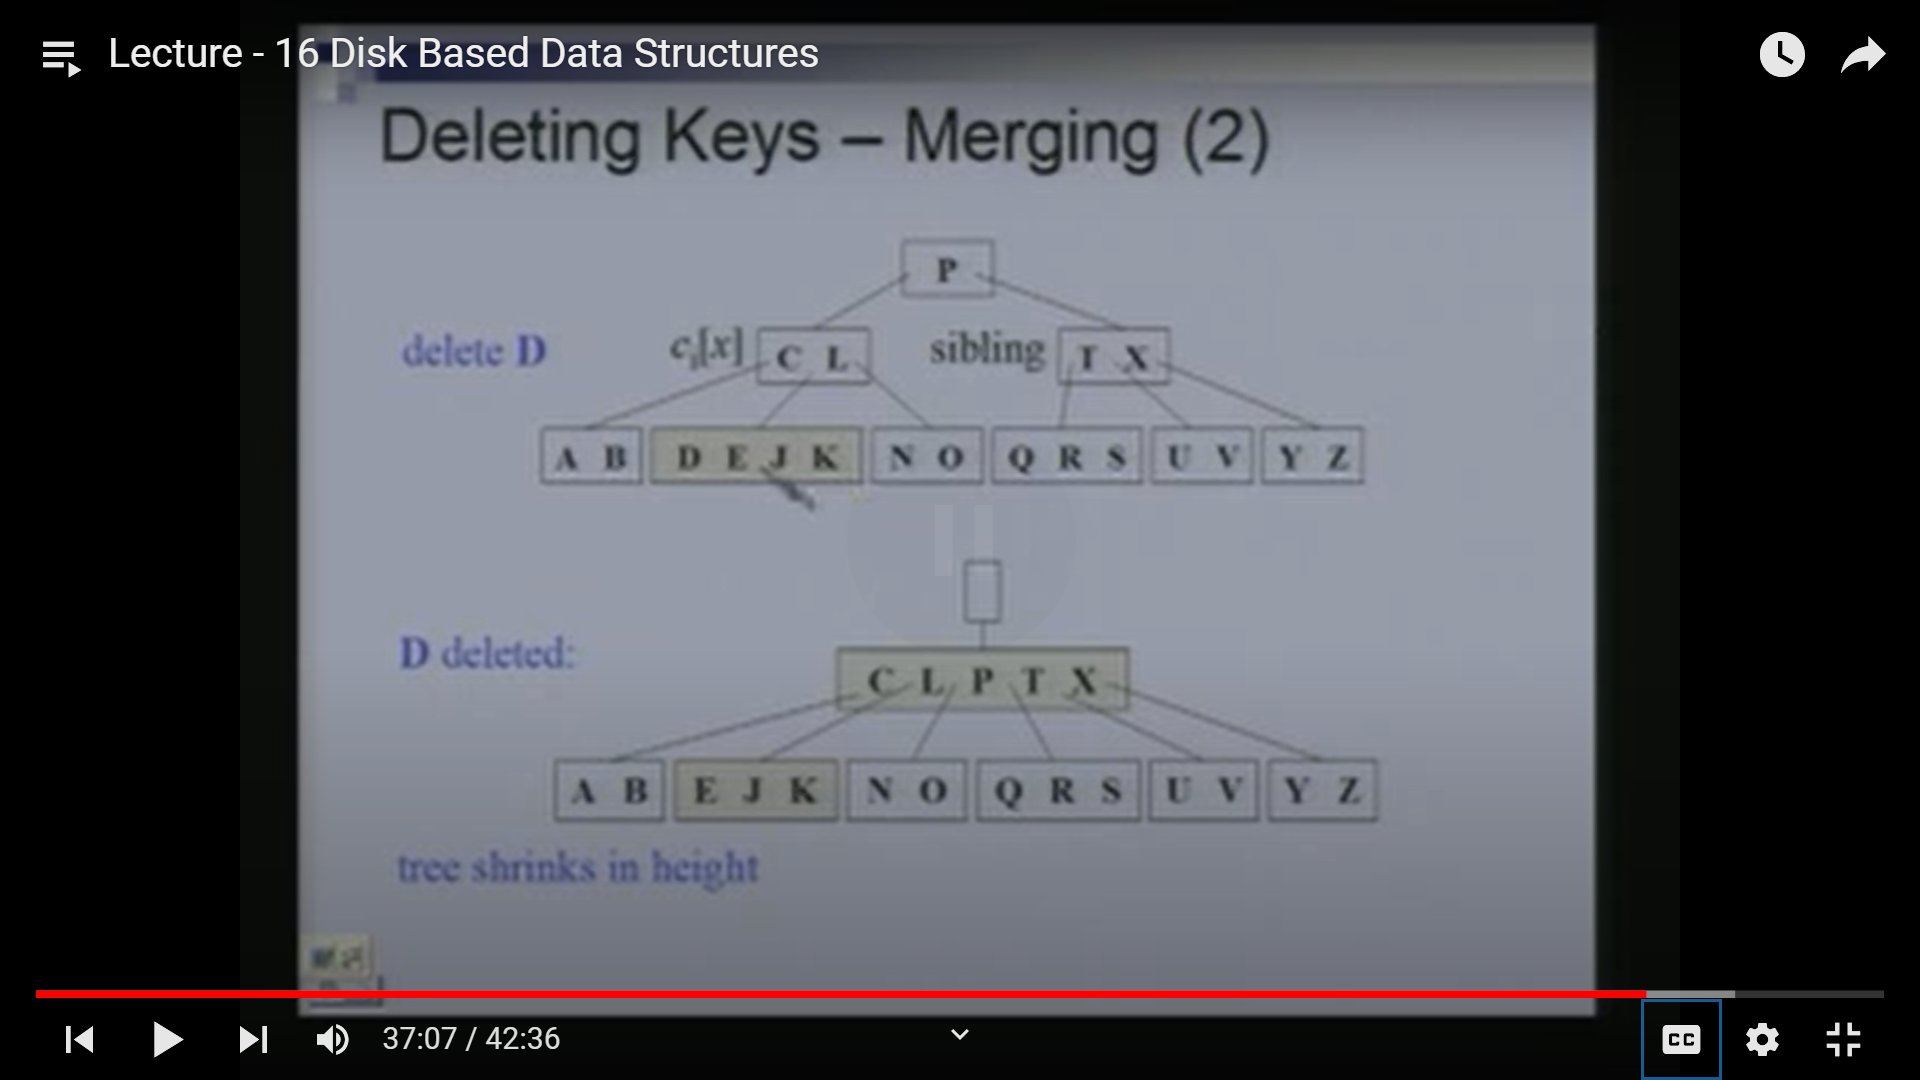 Lecture - 16 Disk Based Data Structures
Deleting Keys – Merging (2)
P
delete D
cᵢ[x]
C L
sibling
T X
A B
D E J K
N O
Q R S
U V
Y Z
D deleted:
C L P T X
A B
E J K
N O
Q R S
U V
Y Z
tree shrinks in height
37:07 / 42:36
CC